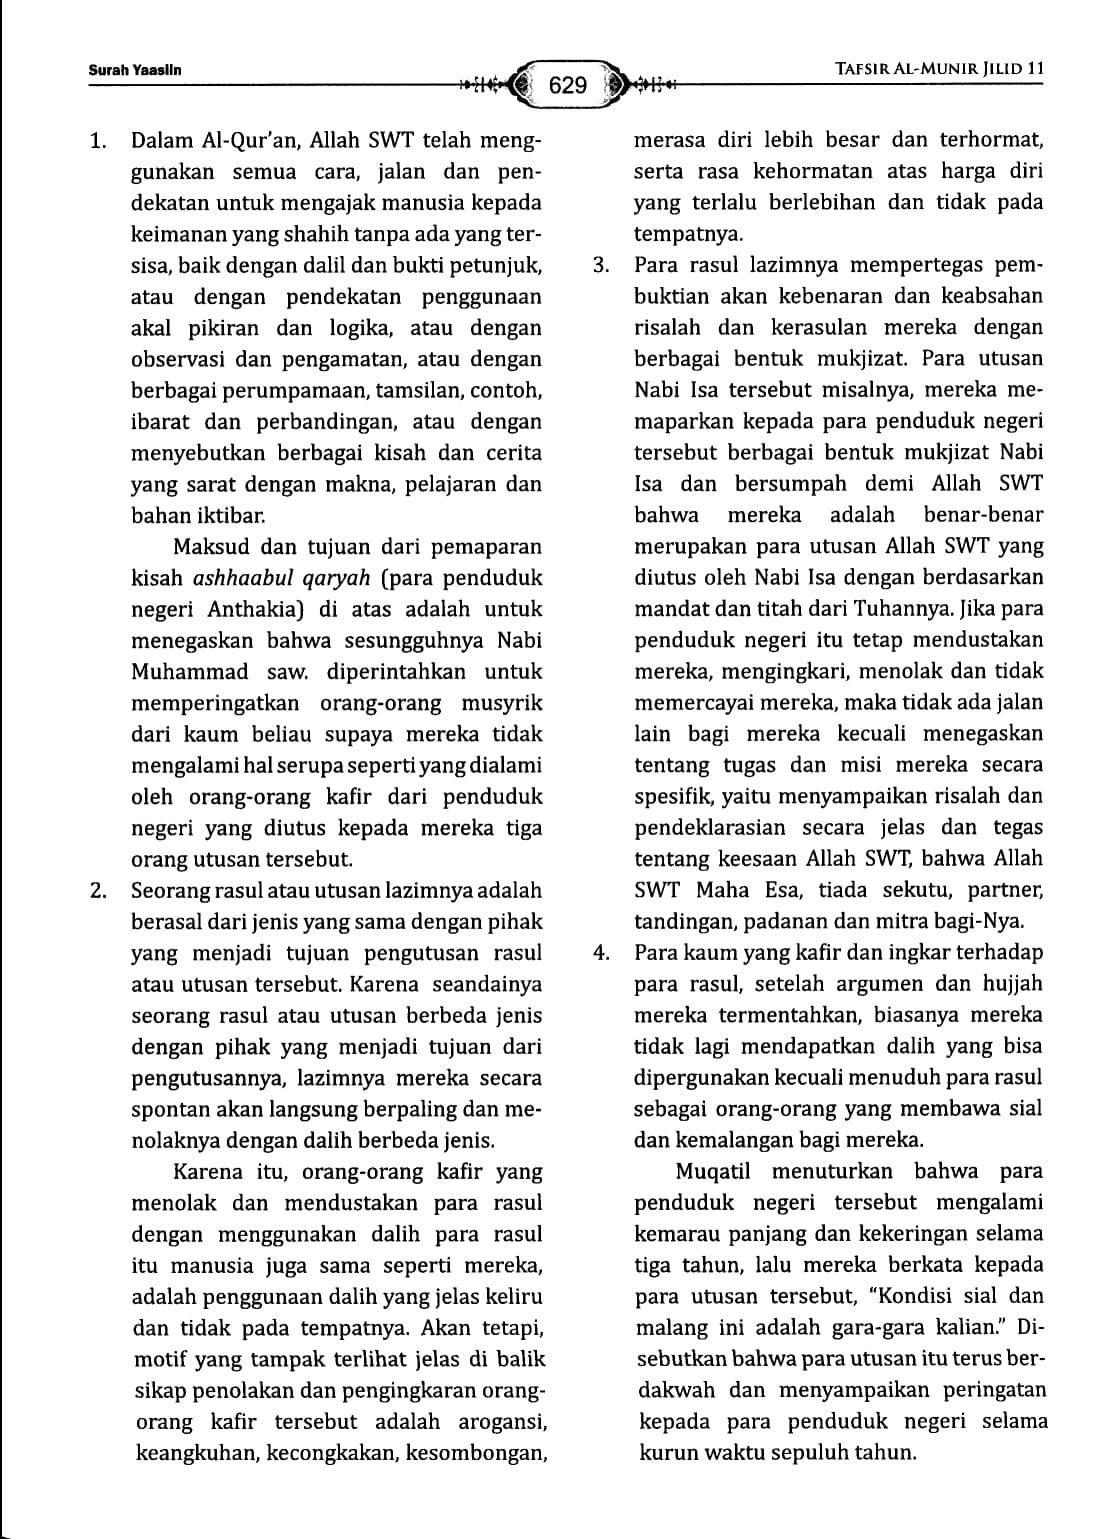 Surah Yaasiin
629
TAFSIR AL-MUNIR JILID 11
1. Dalam Al-Qur’an, Allah SWT telah meng-
gunakan semua cara, jalan dan pen-
dekatan untuk mengajak manusia kepada
keimanan yang shahih tanpa ada yang ter-
sisa, baik dengan dalil dan bukti petunjuk,
atau dengan pendekatan penggunaan
akal pikiran dan logika, atau dengan
observasi dan pengamatan, atau dengan
berbagai perumpamaan, tamsilan, contoh,
ibarat dan perbandingan, atau dengan
menyebutkan berbagai kisah dan cerita
yang sarat dengan makna, pelajaran dan
bahan iktibar.
Maksud dan tujuan dari pemaparan
kisah ashhaabul qaryah (para penduduk
negeri Anthakia) di atas adalah untuk
menegaskan bahwa sesungguhnya Nabi
Muhammad saw. diperintahkan untuk
memperingatkan orang-orang musyrik
dari kaum beliau supaya mereka tidak
mengalami hal serupa seperti yang dialami
oleh orang-orang kafir dari penduduk
negeri yang diutus kepada mereka tiga
orang utusan tersebut.
2. Seorang rasul atau utusan lazimnya adalah
berasal dari jenis yang sama dengan pihak
yang menjadi tujuan pengutusan rasul
atau utusan tersebut. Karena seandainya
seorang rasul atau utusan berbeda jenis
dengan pihak yang menjadi tujuan dari
pengutusannya, lazimnya mereka secara
spontan akan langsung berpaling dan me-
nolaknya dengan dalih berbeda jenis.
Karena itu, orang-orang kafir yang
menolak dan mendustakan para rasul
dengan menggunakan dalih para rasul
itu manusia juga sama seperti mereka,
adalah penggunaan dalih yang jelas keliru
dan tidak pada tempatnya. Akan tetapi,
motif yang tampak terlihat jelas di balik
sikap penolakan dan pengingkaran orang-
orang kafir tersebut adalah arogansi,
keangkuhan, kecongkakan, kesombongan,
merasa diri lebih besar dan terhormat,
serta rasa kehormatan atas harga diri
yang terlalu berlebihan dan tidak pada
tempatnya.
3. Para rasul lazimnya mempertegas pem-
buktian akan kebenaran dan keabsahan
risalah dan kerasulan mereka dengan
berbagai bentuk mukjizat. Para utusan
Nabi Isa tersebut misalnya, mereka me-
maparkan kepada para penduduk negeri
tersebut berbagai bentuk mukjizat Nabi
Isa dan bersumpah demi Allah SWT
bahwa mereka adalah benar-benar
merupakan para utusan Allah SWT yang
diutus oleh Nabi Isa dengan berdasarkan
mandat dan titah dari Tuhannya. Jika para
penduduk negeri itu tetap mendustakan
mereka, mengingkari, menolak dan tidak
memercayai mereka, maka tidak ada jalan
lain bagi mereka kecuali menegaskan
tentang tugas dan misi mereka secara
spesifik, yaitu menyampaikan risalah dan
pendeklarasian secara jelas dan tegas
tentang keesaan Allah SWT, bahwa Allah
SWT Maha Esa, tiada sekutu, partner,
tandingan, padanan dan mitra bagi-Nya.
4. Para kaum yang kafir dan ingkar terhadap
para rasul, setelah argumen dan hujjah
mereka termentahkan, biasanya mereka
tidak lagi mendapatkan dalih yang bisa
dipergunakan kecuali menuduh para rasul
sebagai orang-orang yang membawa sial
dan kemalangan bagi mereka.
Muqatil menuturkan bahwa para
penduduk negeri tersebut mengalami
kemarau panjang dan kekeringan selama
tiga tahun, lalu mereka berkata kepada
para utusan tersebut, “Kondisi sial dan
malang ini adalah gara-gara kalian.” Di-
sebutkan bahwa para utusan itu terus ber-
dakwah dan menyampaikan peringatan
kepada para penduduk negeri selama
kurun waktu sepuluh tahun.